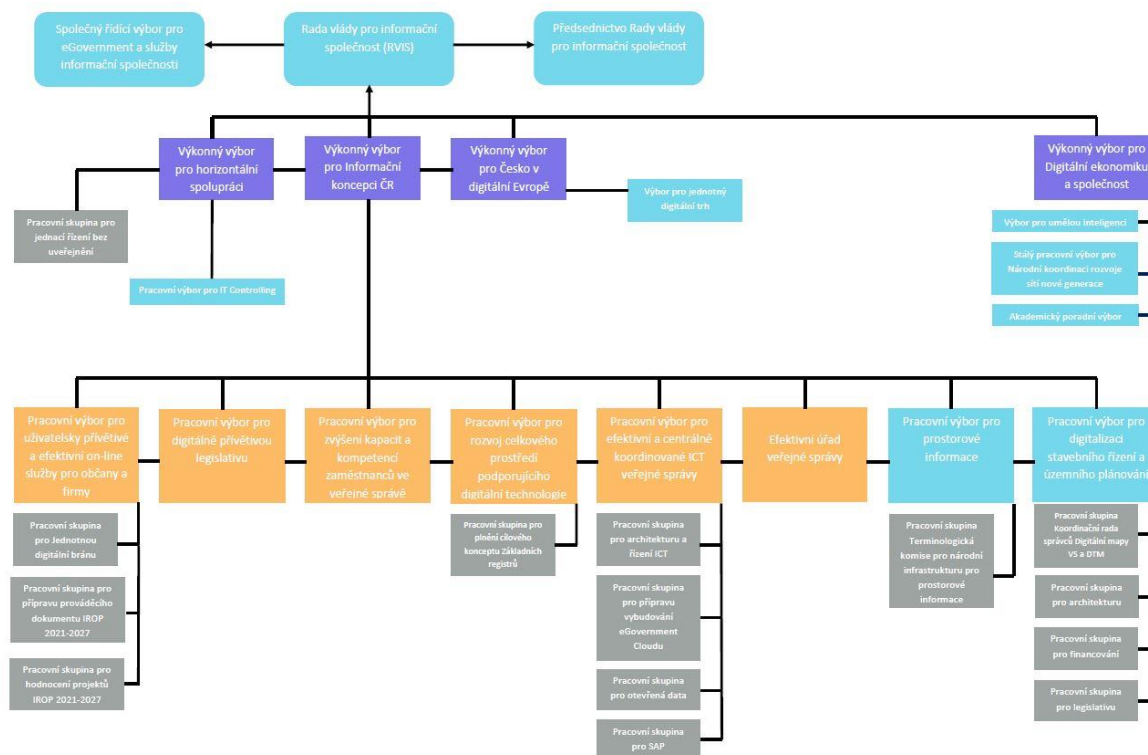 Společný řídící výbor pro
eGovernment a služby
informační společnosti
Rada vlády pro informační
společnost (RVIS)
Předsednictvo Rady vlády
pro informační společnost
Výkonný výbor
pro horizontální
spolupráci
Výkonný výbor
pro Informační
koncepci ČR
Výkonný výbor
pro Česko v
digitální Evropě
Výkonný výbor pro
Digitální ekonomiku
a společnost
Pracovní skupina pro
jednací řízení bez
uveřejnění
Výbor pro jednotný
digitální trh
Výbor pro umělou inteligenci
Stálý pracovní výbor pro
Národní koordinaci rozvoje
sítí nové generace
Akademický poradní výbor
Pracovní výbor pro IT Controlling
Pracovní výbor pro
uživatelsky přívětivé
a efektivní on-line
služby pro občany a
firmy
Pracovní výbor pro
digitálně přívětivou
legislativu
Pracovní výbor pro
zvýšení kapacit a
kompetencí
zaměstnanců ve
veřejné správě
Pracovní výbor pro
rozvoj celkového
prostředí
podporujícího
digitální technologie
Pracovní výbor pro
efektivní a centrálně
koordinované ICT
veřejné správy
Efektivní úřad
veřejné správy
Pracovní výbor pro
prostorové
informace
Pracovní výbor pro
digitalizaci
stavebního řízení a
územního plánování
Pracovní skupina
pro Jednotnou
digitální bránu
Pracovní skupina pro
přípravu prováděcího
dokumentu IROP
2021-2027
Pracovní skupina pro
hodnocení projektů
IROP 2021-2027
Pracovní skupina pro
plnění cílového
konceptu Základních
registrů
Pracovní skupina
pro architekturu a
řízení ICT
Pracovní skupina
pro přípravu
vybudování
eGovernment
Cloudu
Pracovní skupina
pro otevřená data
Pracovní skupina
pro SAP
Pracovní skupina
Terminologická
komise pro národní
infrastrukturu pro
prostorové
informace
Pracovní skupina
Koordinační rada
správců Digitální mapy
VS a DTM
Pracovní skupina
pro architekturu
Pracovní skupina
pro financování
Pracovní skupina
pro legislativu